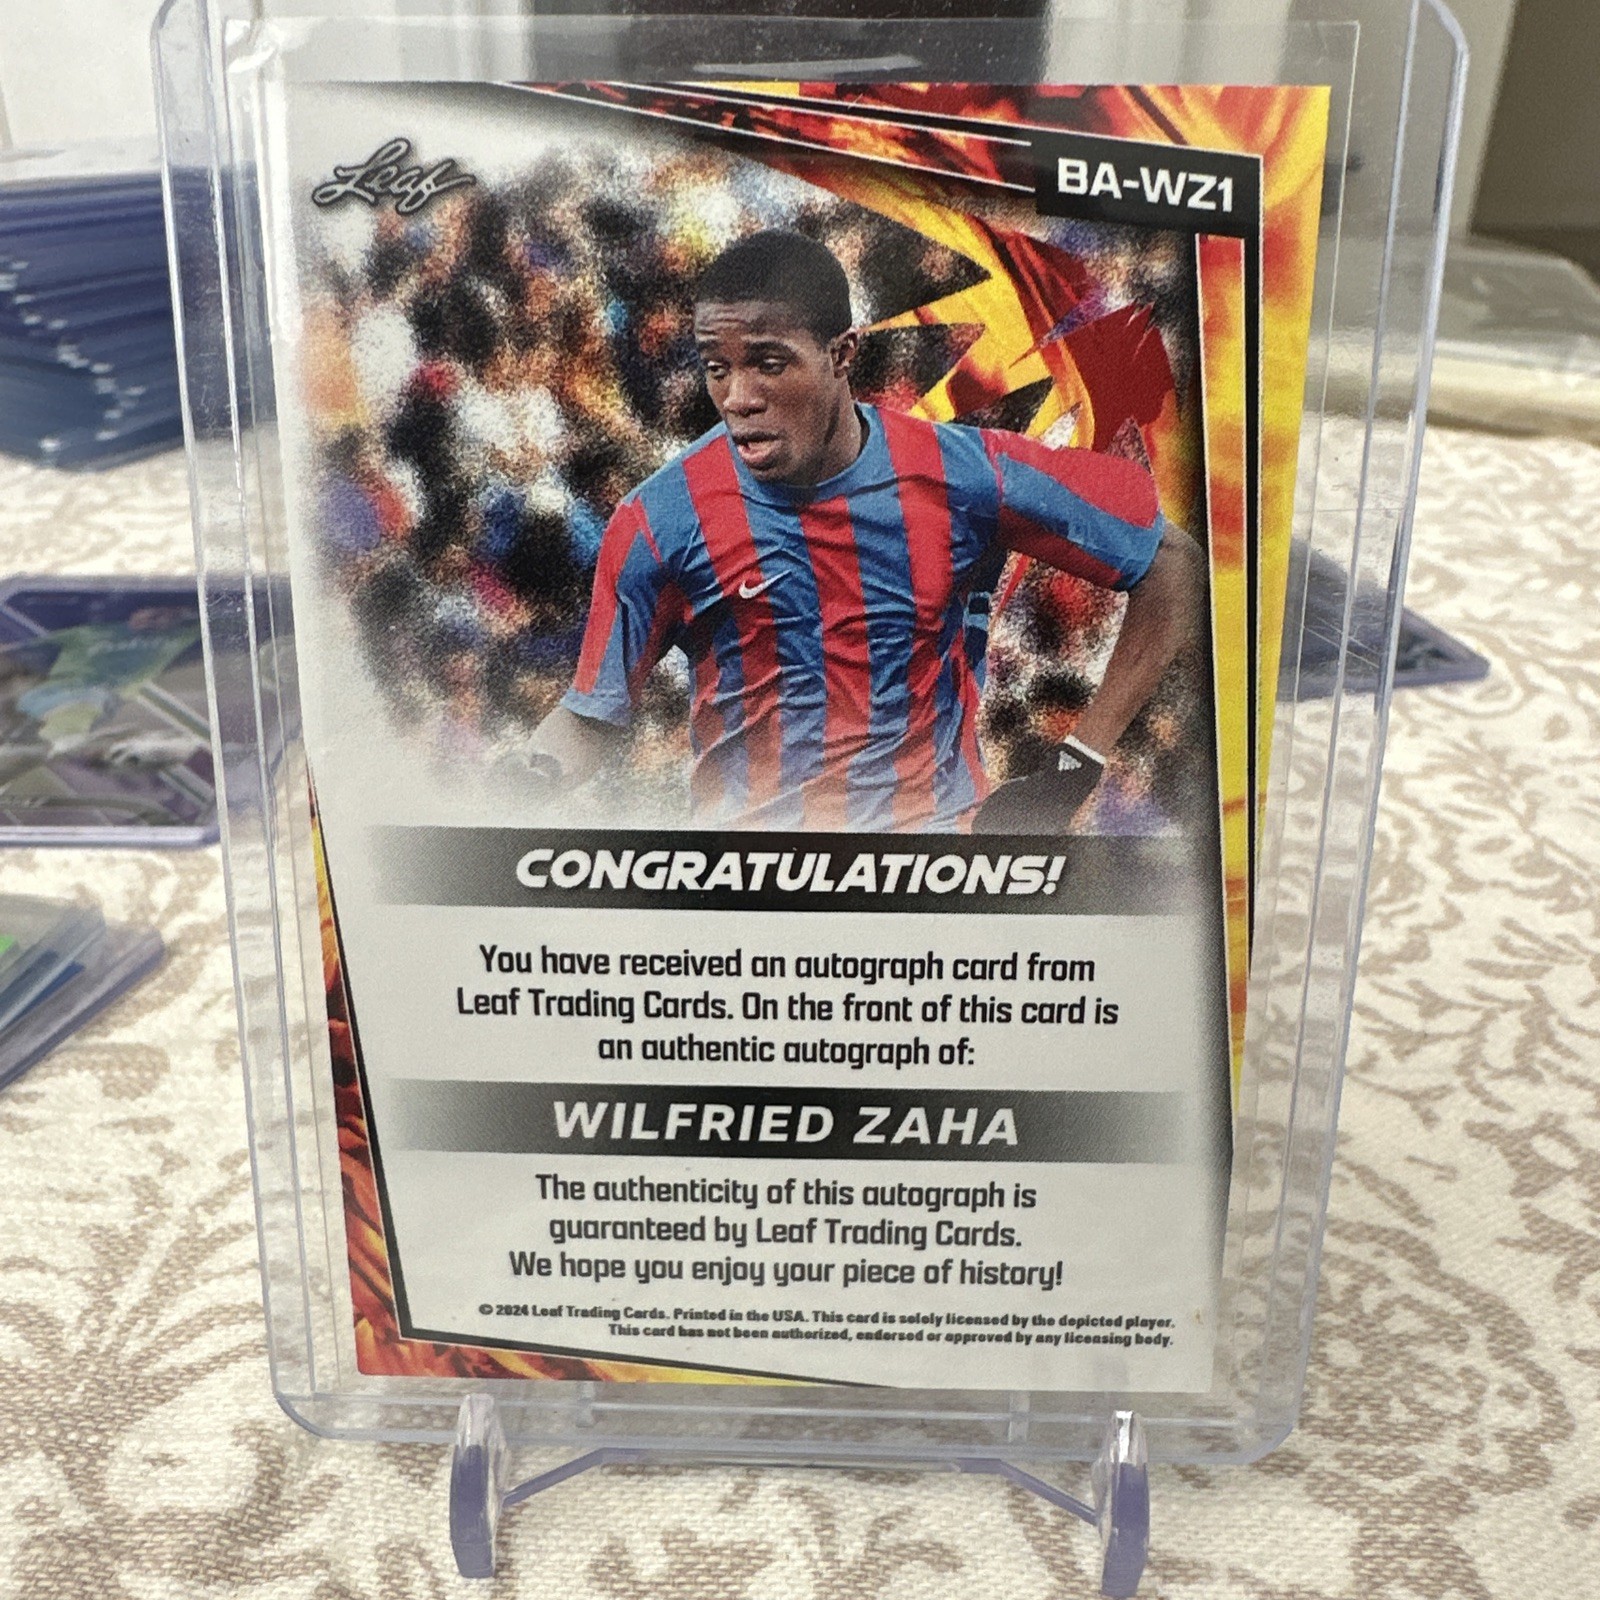 Leaf
BA-WZ1
CONGRATULATIONS!
You have received an autograph card from
Leaf Trading Cards. On the front of this card is
an authentic autograph of:
WILFRIED ZAHA
The authenticity of this autograph is
guaranteed by Leaf Trading Cards.
We hope you enjoy your piece of history!
© 2024 Leaf Trading Cards. Printed in the USA. This card is solely licensed by the depicted player.
This card has not been authorized, endorsed or approved by any licensing body.